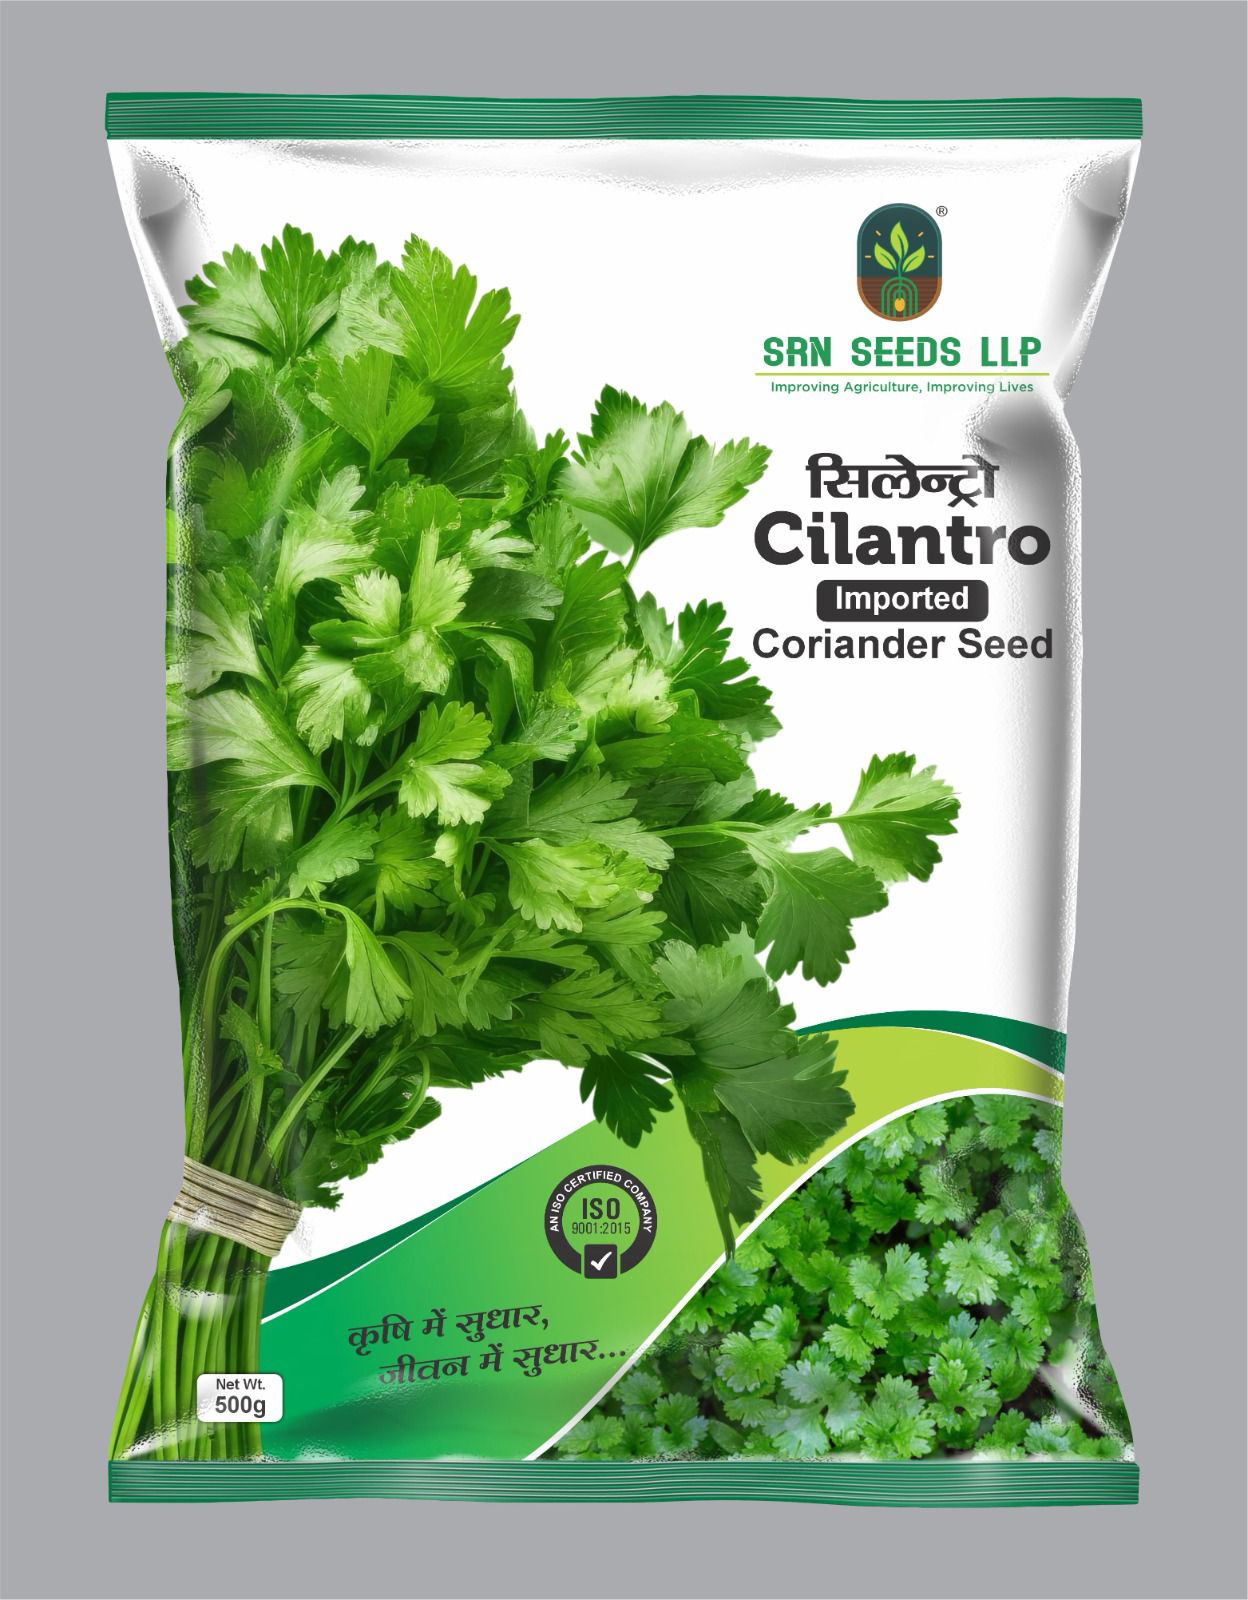 ®
SRN SEEDS LLP
Improving Agriculture, Improving Lives
सिलेन्ट्रो
Cilantro
Imported
Coriander Seed
AN ISO CERTIFIED COMPANY
ISO
9001:2015
कृषि में सुधार,
जीवन में सुधार...
Net Wt.
500g